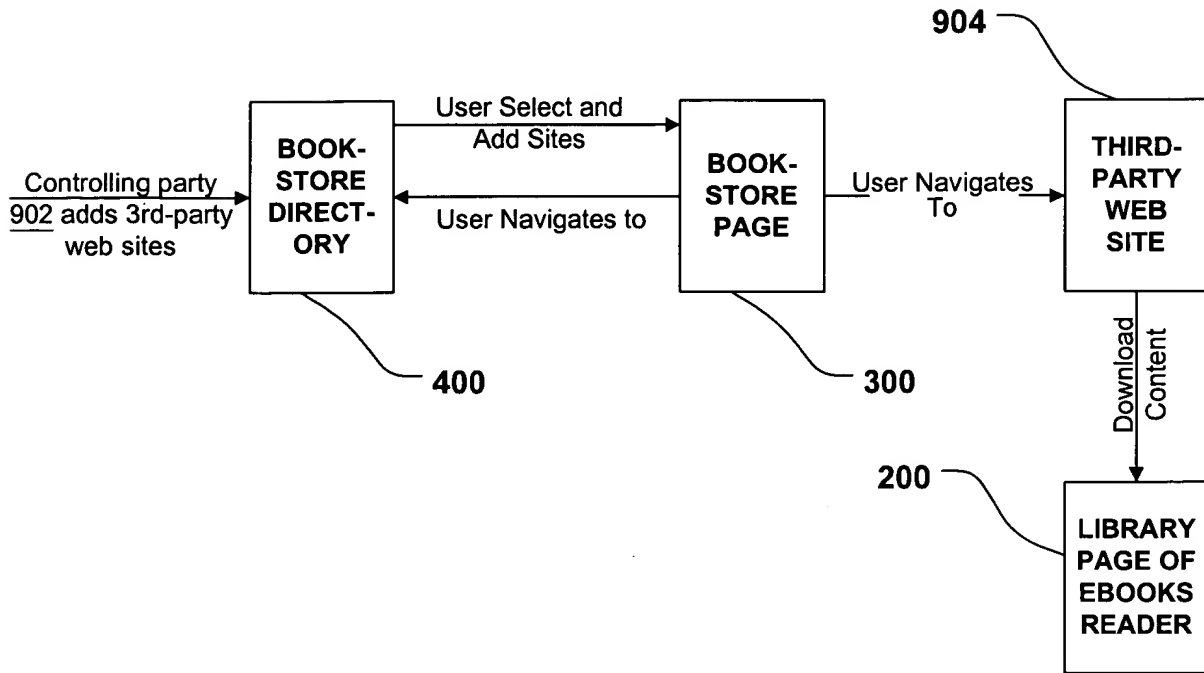 904
User Select and
Add Sites
BOOK-
STORE
DIRECT-
ORY
BOOK-
STORE
PAGE
THIRD-
PARTY
WEB
SITE
Controlling party
902 adds 3rd-party
web sites
User Navigates to
User Navigates
To
400
300
Download
Content
200
LIBRARY
PAGE OF
EBOOKS
READER